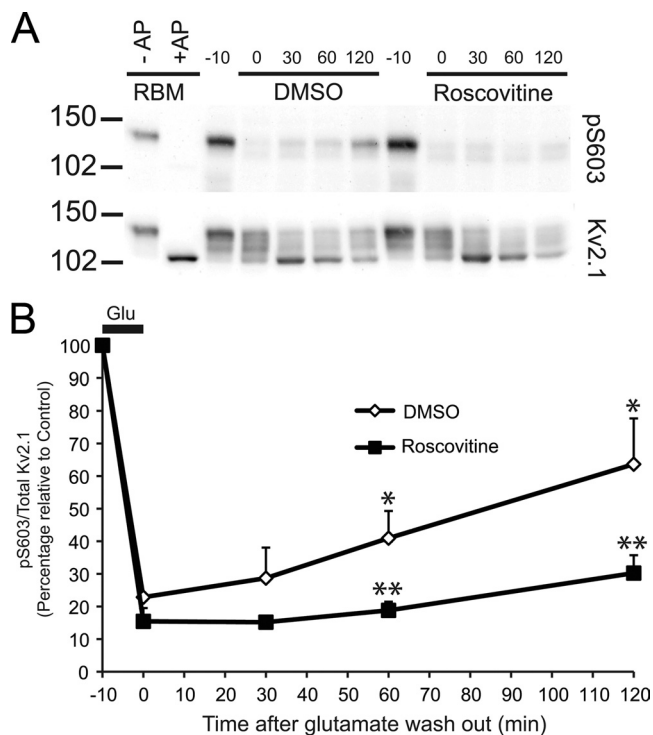 A
- AP +AP -10 0 30 60 120 -10 0 30 60 120
RBM DMSO Roscovitine
150
102
pS603
150
102
Kv2.1
B
Glu
100
90
80
70
60
50
40
30
20
10
0
pS603/Total Kv2.1
(Percentage relative to Control)
DMSO
Roscovitine
*
*
**
**
-10 0 10 20 30 40 50 60 70 80 90 100 110 120
Time after glutamate wash out (min)